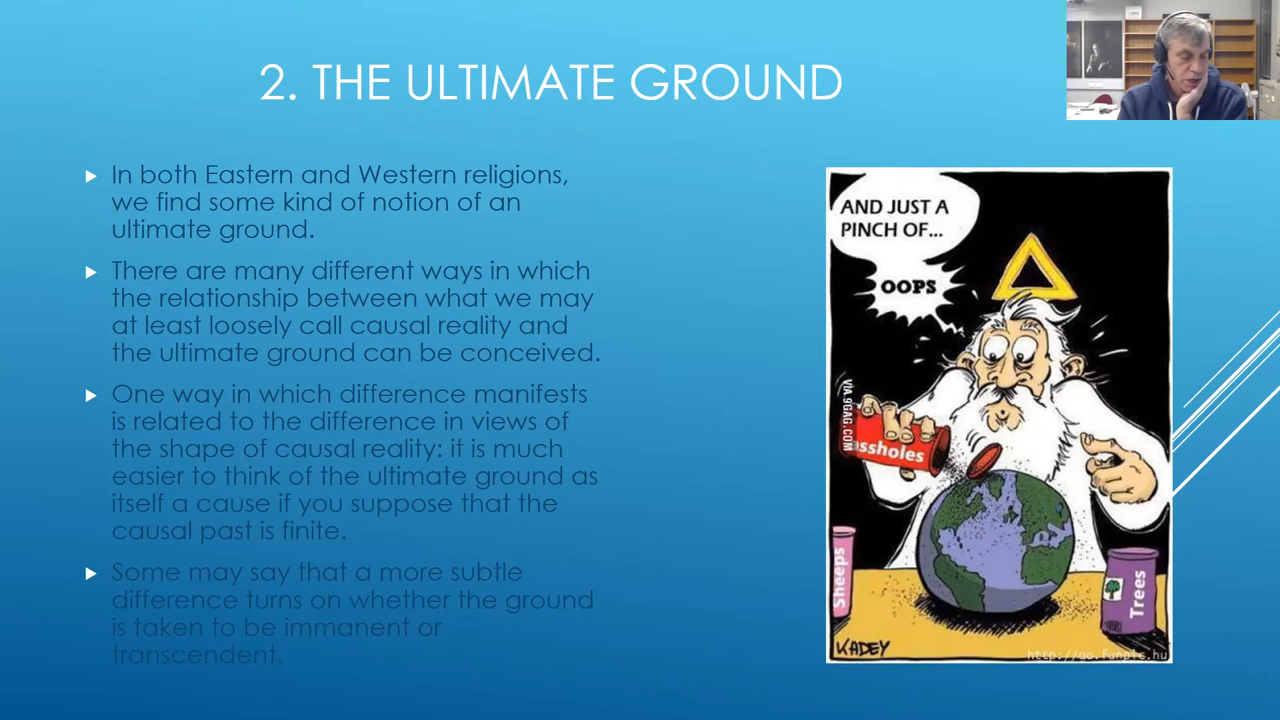 2. THE ULTIMATE GROUND
In both Eastern and Western religions,
we find some kind of notion of an
ultimate ground.
There are many different ways in which
the relationship between what we may
at least loosely call causal reality and
the ultimate ground can be conceived.
One way in which difference manifests
is related to the difference in views of
the shape of causal reality: it is much
easier to think of the ultimate ground as
itself a cause if you suppose that the
causal past is finite.
Some may say that a more subtle
difference turns on whether the ground
is taken to be immanent or
transcendent.
AND JUST A
PINCH OF...
OOPS
VIA 9GAG.COM
ssholes
Sheeps
Trees
KADEY
http://go.funpic.hu